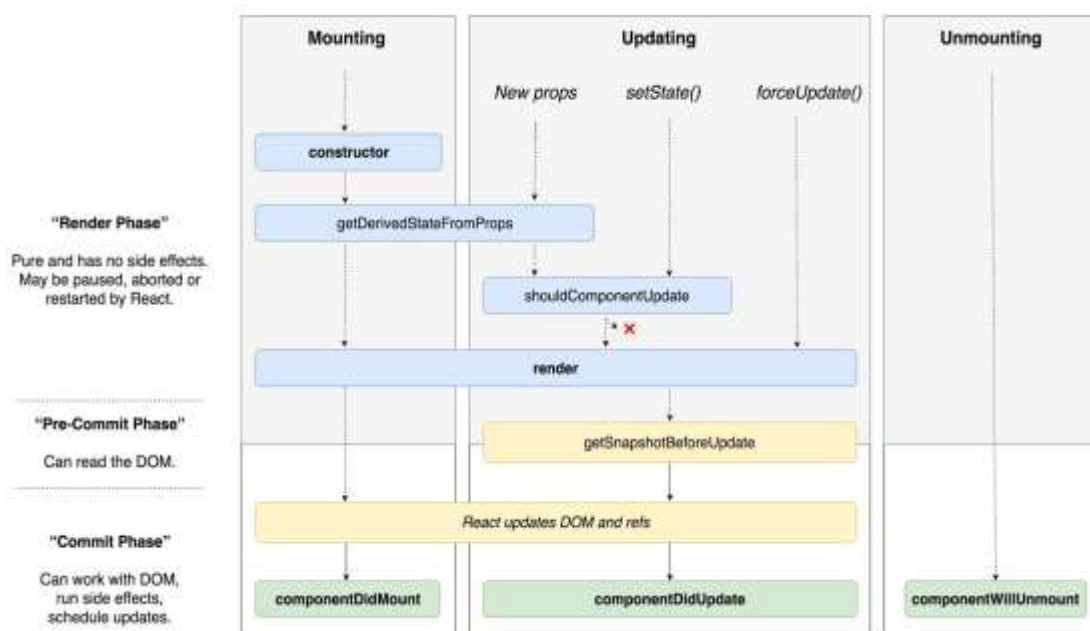 Mounting
Updating
Unmounting
New props
setState()
forceUpdate()
constructor
“Render Phase”
getDerivedStateFromProps
Pure and has no side effects.
May be paused, aborted or
restarted by React.
shouldComponentUpdate
render
“Pre-Commit Phase”
getSnapshotBeforeUpdate
Can read the DOM.
React updates DOM and refs
“Commit Phase”
Can work with DOM,
run side effects,
schedule updates.
componentDidMount
componentDidUpdate
componentWillUnmount